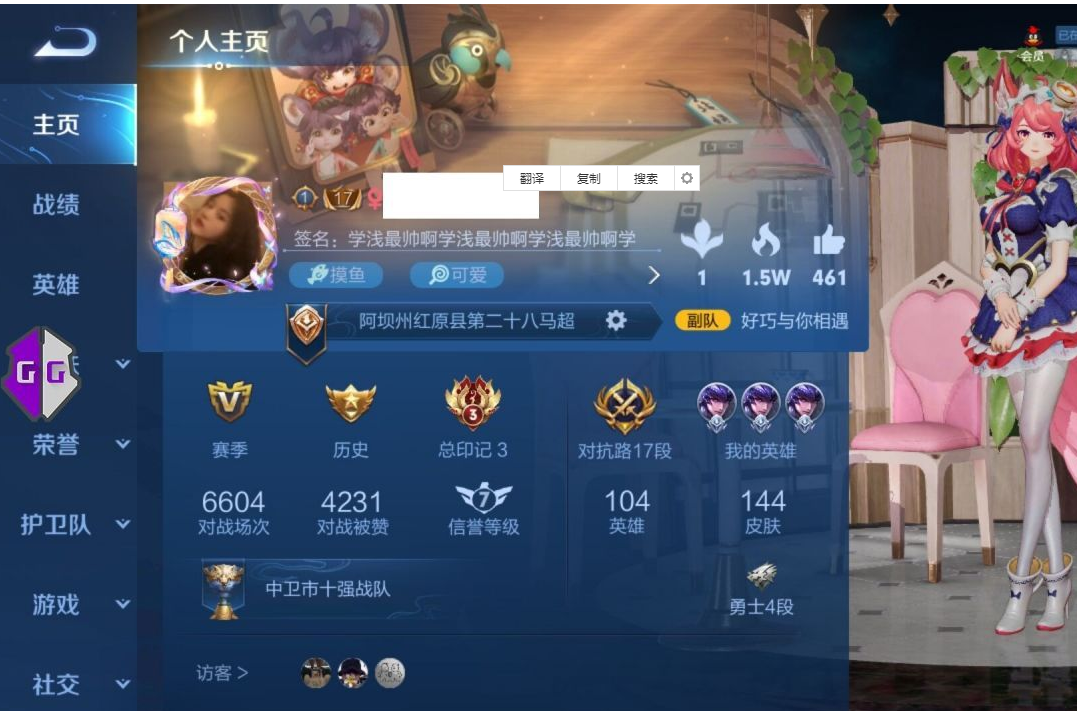 个人主页
会员
已在
主页
翻译 复制 搜索
战绩
1 17
签名：学浅最帅啊学浅最帅啊学浅最帅啊学
1 1.5W 461
摸鱼 可爱
英雄
阿坝州红原县第二十八马超
副队 好巧与你相遇
GG
V 3
赛季 历史 总印记 3 对抗路17段 我的英雄
荣誉
6604 4231 7 104 144
对战场次 对战被赞 信誉等级 英雄 皮肤
护卫队
中卫市十强战队
游戏
勇士4段
访客 >
社交